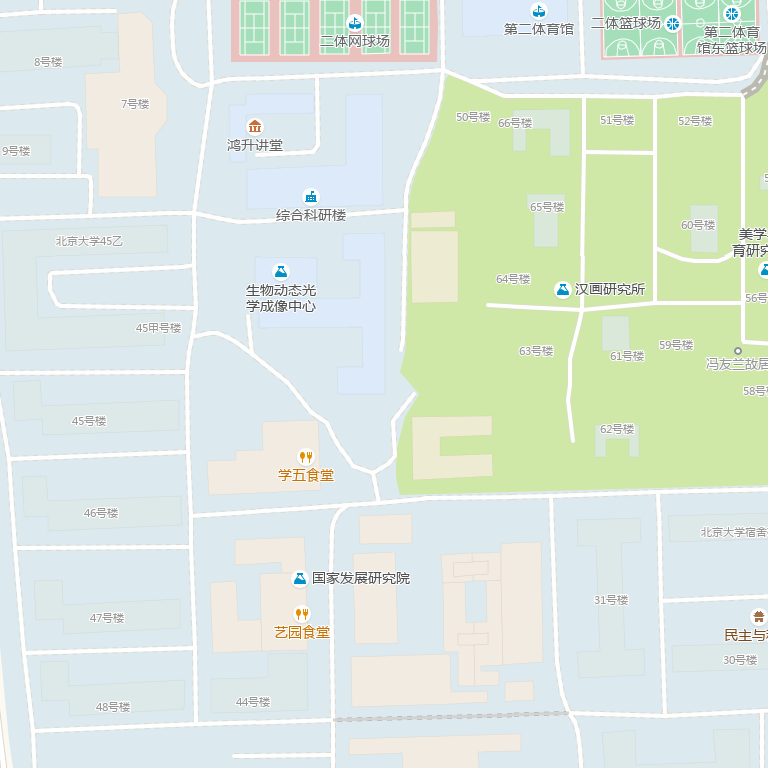 二体网球场
第二体育馆
二体篮球场
第二体育
馆东篮球场
8号楼
7号楼
50号楼
66号楼
51号楼
52号楼
鸿升讲堂
9号楼
综合科研楼
65号楼
60号楼
北京大学45乙
美学
育研究
生物动态光
学成像中心
64号楼
汉画研究所
56号
45甲号楼
63号楼
61号楼
59号楼
冯友兰故居
58号楼
45号楼
62号楼
学五食堂
46号楼
北京大学宿舍
国家发展研究院
31号楼
47号楼
艺园食堂
民主与
30号楼
48号楼
44号楼